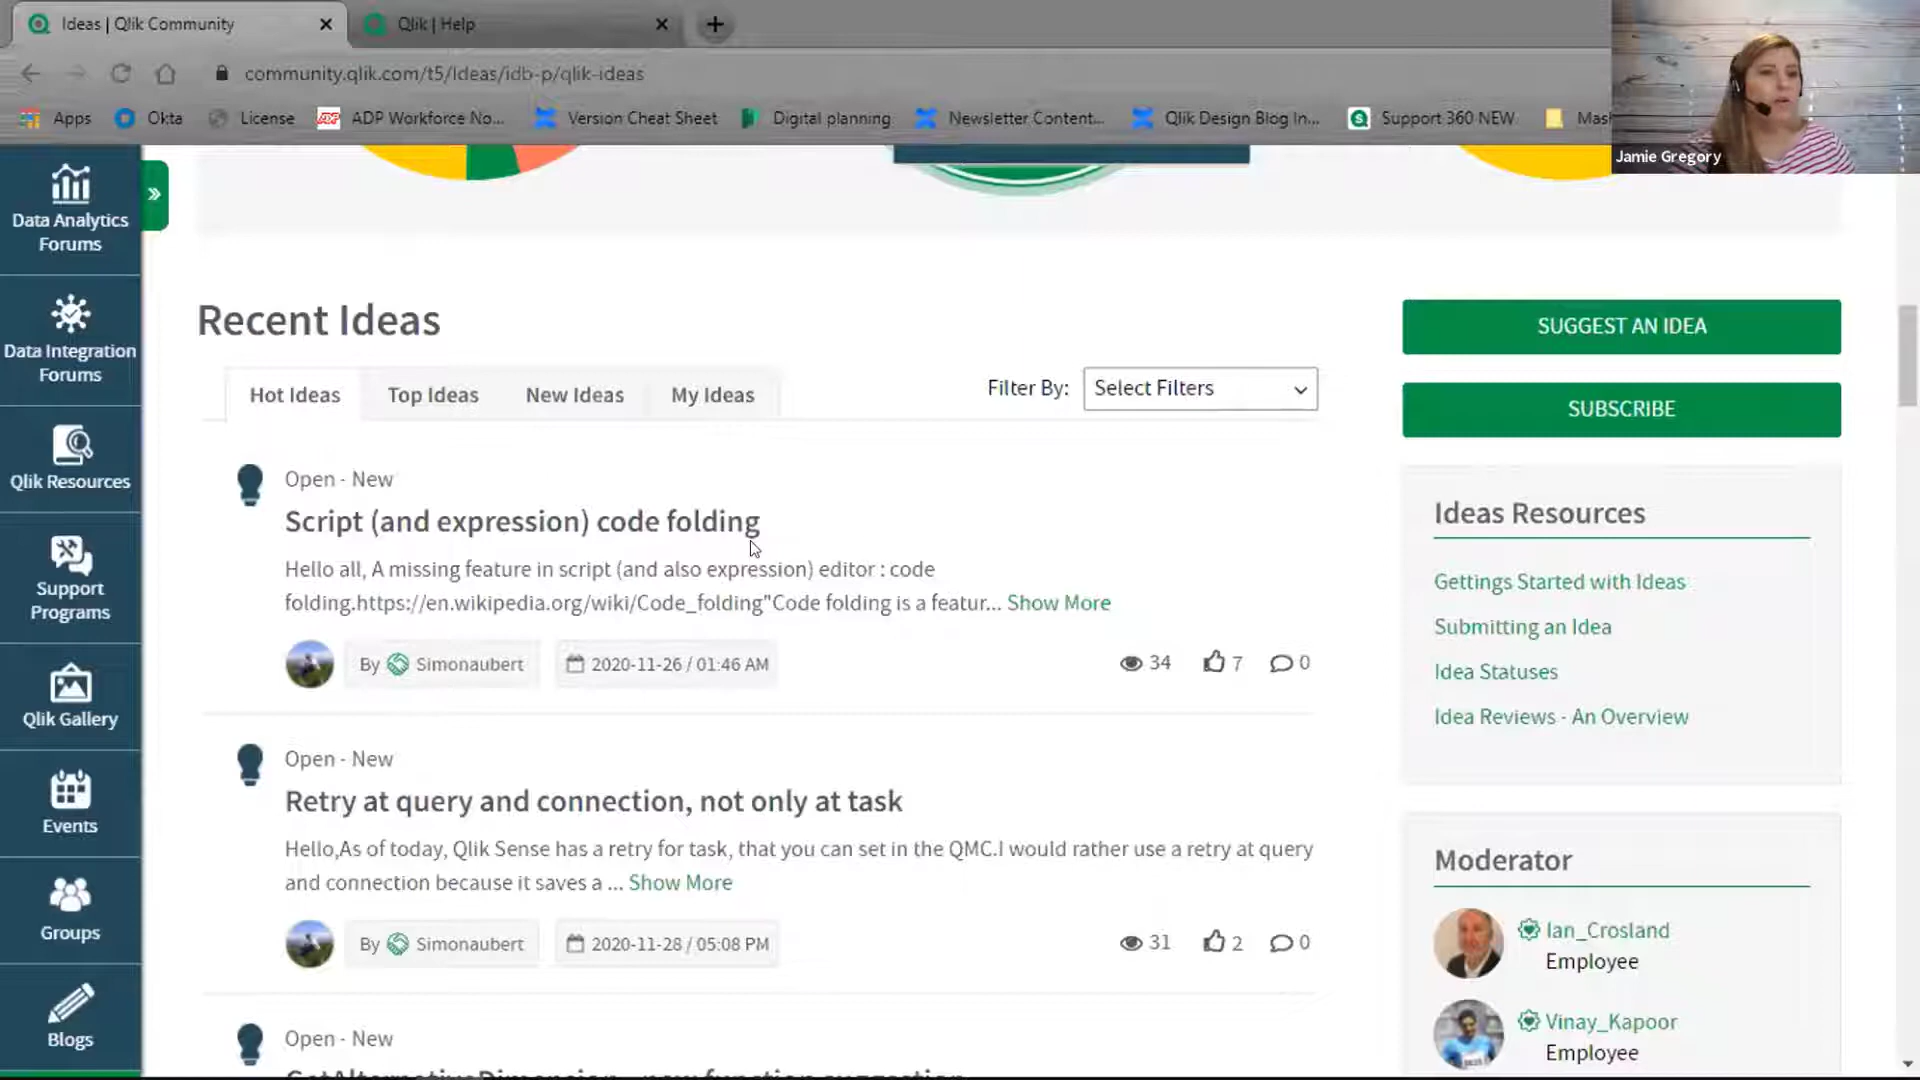 Ideas | Qlik Community
Qlik | Help
community.qlik.com/t5/Ideas/idb-p/qlik-ideas
Apps
Okta
License
ADP Workforce No...
Version Cheat Sheet
Digital planning
Newsletter Content...
Qlik Design Blog In...
Support 360 NEW
Jamie Gregory
Data Analytics
Forums
Data Integration
Forums
Qlik Resources
Support
Programs
Qlik Gallery
Events
Groups
Blogs
Recent Ideas
Hot Ideas
Top Ideas
New Ideas
My Ideas
Filter By:
Select Filters
Open - New
Script (and expression) code folding
Hello all, A missing feature in script (and also expression) editor : code
folding.https://en.wikipedia.org/wiki/Code_folding"Code folding is a featur... Show More
By Simonaubert
2020-11-26 / 01:46 AM
34
7
0
Open - New
Retry at query and connection, not only at task
Hello,As of today, Qlik Sense has a retry for task, that you can set in the QMC.I would rather use a retry at query
and connection because it saves a ... Show More
By Simonaubert
2020-11-28 / 05:08 PM
31
2
0
Open - New
SUGGEST AN IDEA
SUBSCRIBE
Ideas Resources
Gettings Started with Ideas
Submitting an Idea
Idea Statuses
Idea Reviews - An Overview
Moderator
Ian_Crosland
Employee
Vinay_Kapoor
Employee